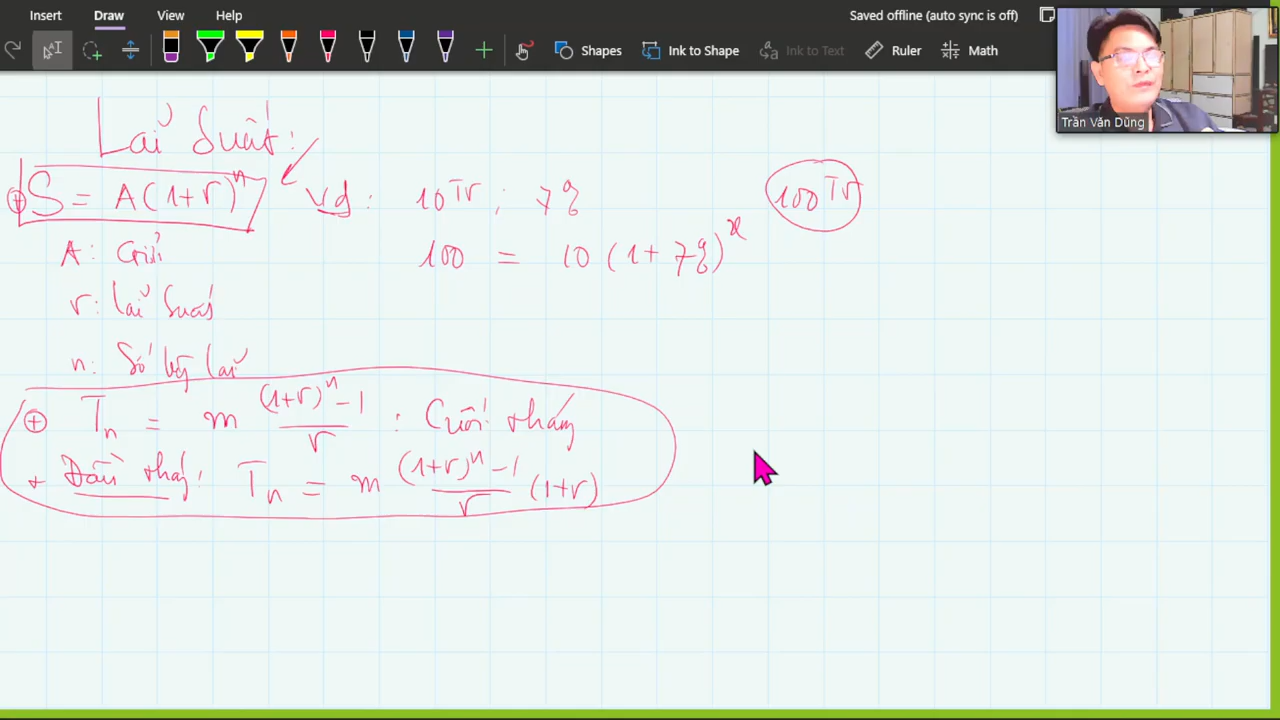 Insert Draw View Help Saved offline (auto sync is off)
Shapes Ink to Shape Ink to Text Ruler Math
Trần Văn Dũng
Lãi Suất:
⊕ S = A(1+r)^n Vd: 10 Tr ; 7% 100 Tr
A: Gửi 100 = 10 (1 + 7%)^x
r: lãi suất
n: Số kỳ lãi
⊕ T_n = m ((1+r)^n - 1)/r : Cuối tháng
+ Đầu tháng: T_n = m ((1+r)^n - 1)/r (1+r)